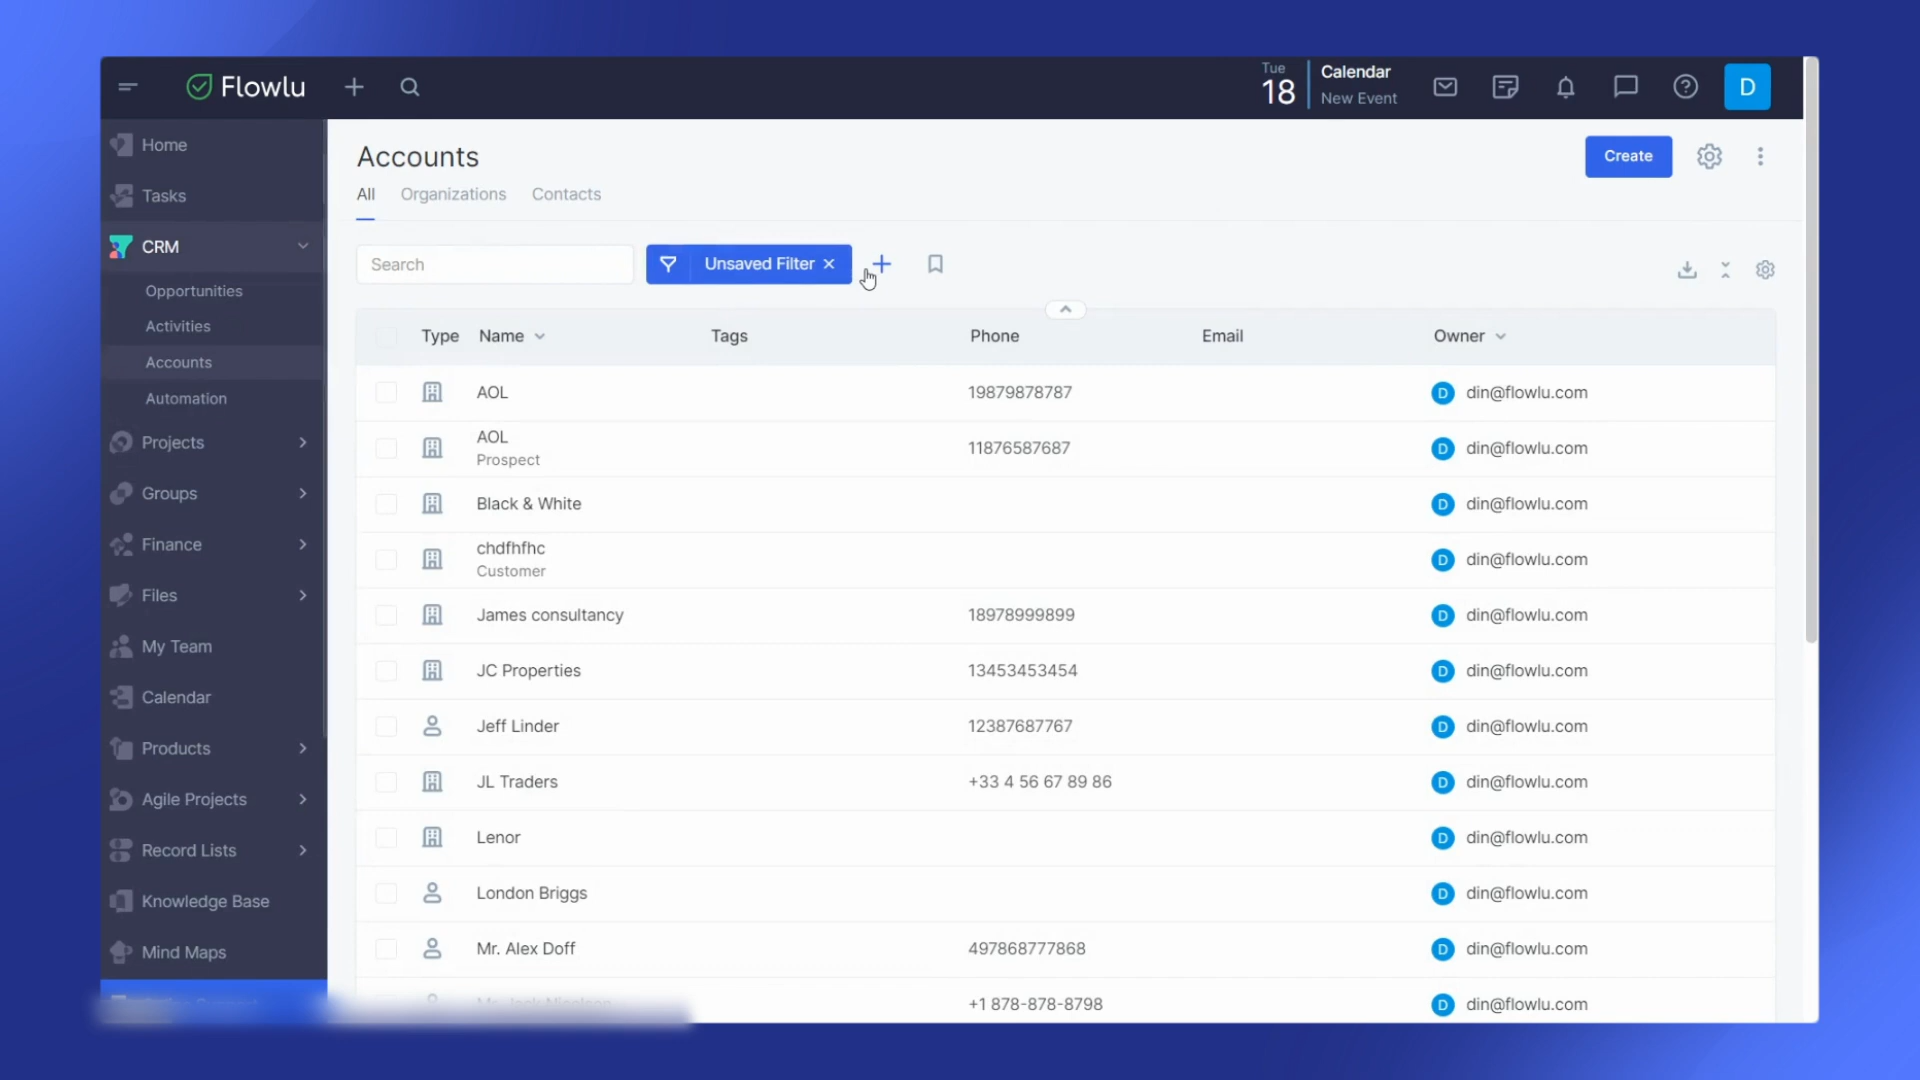 Flowlu
Tue
18
Calendar
New Event
D
Home
Tasks
CRM
Opportunities
Activities
Accounts
Automation
Projects
Groups
Finance
Files
My Team
Calendar
Products
Agile Projects
Record Lists
Knowledge Base
Mind Maps
Accounts
Create
All Organizations Contacts
Search
Unsaved Filter
Type Name Tags Phone Email Owner
AOL 19879878787 D din@flowlu.com
AOL
Prospect
11876587687 D din@flowlu.com
Black & White D din@flowlu.com
chdfhfhc
Customer
D din@flowlu.com
James consultancy 18978999899 D din@flowlu.com
JC Properties 13453453454 D din@flowlu.com
Jeff Linder 12387687767 D din@flowlu.com
JL Traders +33 4 56 67 89 86 D din@flowlu.com
Lenor D din@flowlu.com
London Briggs D din@flowlu.com
Mr. Alex Doff 497868777868 D din@flowlu.com
+1 878-878-8798 D din@flowlu.com